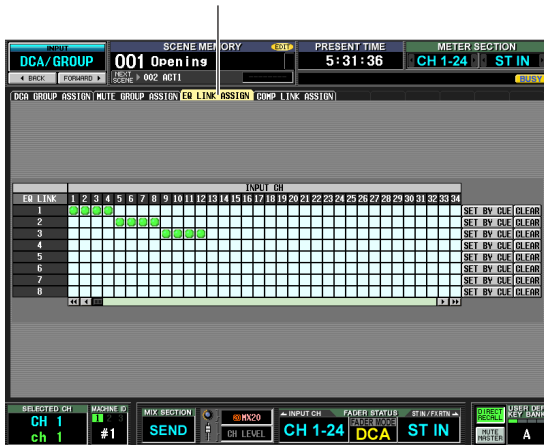 INPUT
DCA/GROUP
BACK FORWARD
SCENE MEMORY EDIT
001 Opening
NEXT SCENE 002 ACT1
PRESENT TIME
5:31:36
METER SECTION
CH 1-24 ST IN
BUSY
DCA GROUP ASSIGN MUTE GROUP ASSIGN EQ LINK ASSIGN COMP LINK ASSIGN
INPUT CH
EQ LINK 1 2 3 4 5 6 7 8 9 10 11 12 13 14 15 16 17 18 19 20 21 22 23 24 25 26 27 28 29 30 31 32 33 34
1 SET BY CUE CLEAR
2 SET BY CUE CLEAR
3 SET BY CUE CLEAR
4 SET BY CUE CLEAR
5 SET BY CUE CLEAR
6 SET BY CUE CLEAR
7 SET BY CUE CLEAR
8 SET BY CUE CLEAR
SELECTED CH
CH 1
ch 1
MACHINE ID
1 2 3
#1
MIX SECTION
SEND
MX20
CH LEVEL
INPUT CH
CH 1-24
FADER STATUS
FADER MODE
DCA
ST IN/FX RTN
ST IN
DIRECT RECALL
MUTE MASTER
USER DEF
KEY BANK
A